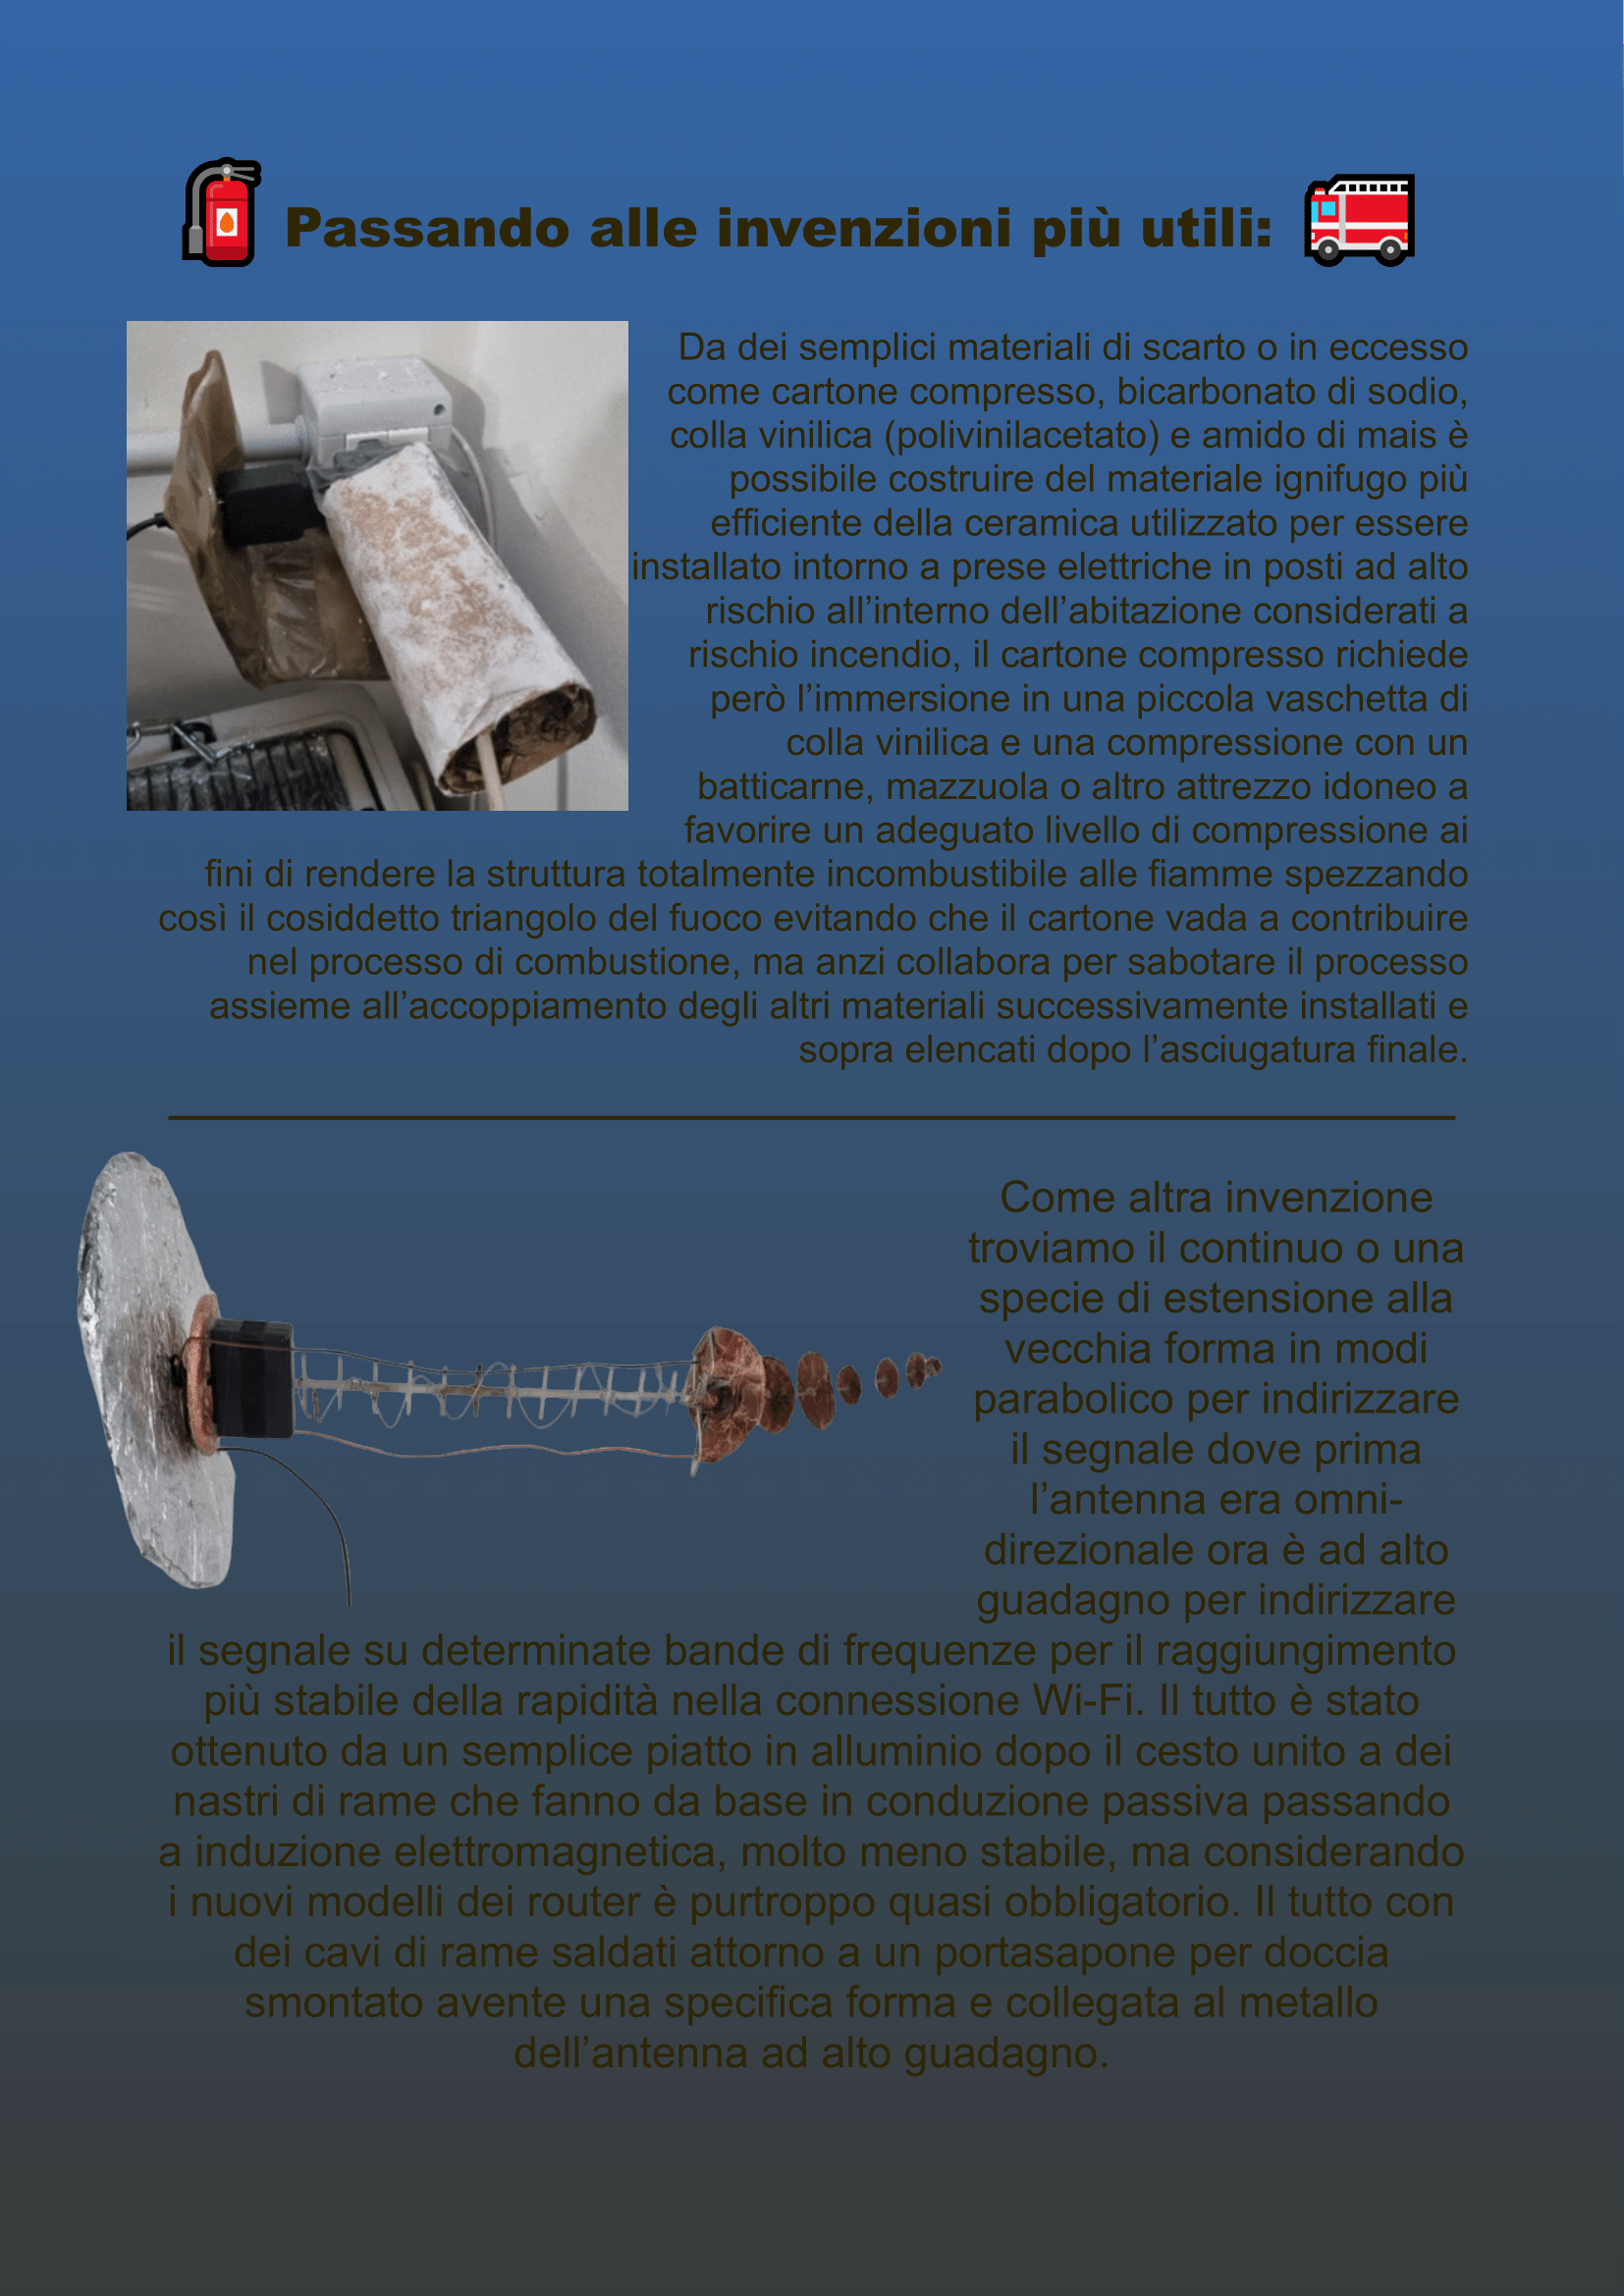 Passando alle invenzioni più utili:
Da dei semplici materiali di scarto o in eccesso
come cartone compresso, bicarbonato di sodio,
colla vinilica (polivinilacetato) e amido di mais è
possibile costruire del materiale ignifugo più
efficiente della ceramica utilizzato per essere
installato intorno a prese elettriche in posti ad alto
rischio all’interno dell’abitazione considerati a
rischio incendio, il cartone compresso richiede
però l’immersione in una piccola vaschetta di
colla vinilica e una compressione con un
batticarne, mazzuola o altro attrezzo idoneo a
favorire un adeguato livello di compressione ai
fini di rendere la struttura totalmente incombustibile alle fiamme spezzando
così il cosiddetto triangolo del fuoco evitando che il cartone vada a contribuire
nel processo di combustione, ma anzi collabora per sabotare il processo
assieme all’accoppiamento degli altri materiali successivamente installati e
sopra elencati dopo l’asciugatura finale.
Come altra invenzione
troviamo il continuo o una
specie di estensione alla
vecchia forma in modi
parabolico per indirizzare
il segnale dove prima
l’antenna era omni-
direzionale ora è ad alto
guadagno per indirizzare
il segnale su determinate bande di frequenze per il raggiungimento
più stabile della rapidità nella connessione Wi-Fi. Il tutto è stato
ottenuto da un semplice piatto in alluminio dopo il cesto unito a dei
nastri di rame che fanno da base in conduzione passiva passando
a induzione elettromagnetica, molto meno stabile, ma considerando
i nuovi modelli dei router è purtroppo quasi obbligatorio. Il tutto con
dei cavi di rame saldati attorno a un portasapone per doccia
smontato avente una specifica forma e collegata al metallo
dell’antenna ad alto guadagno.